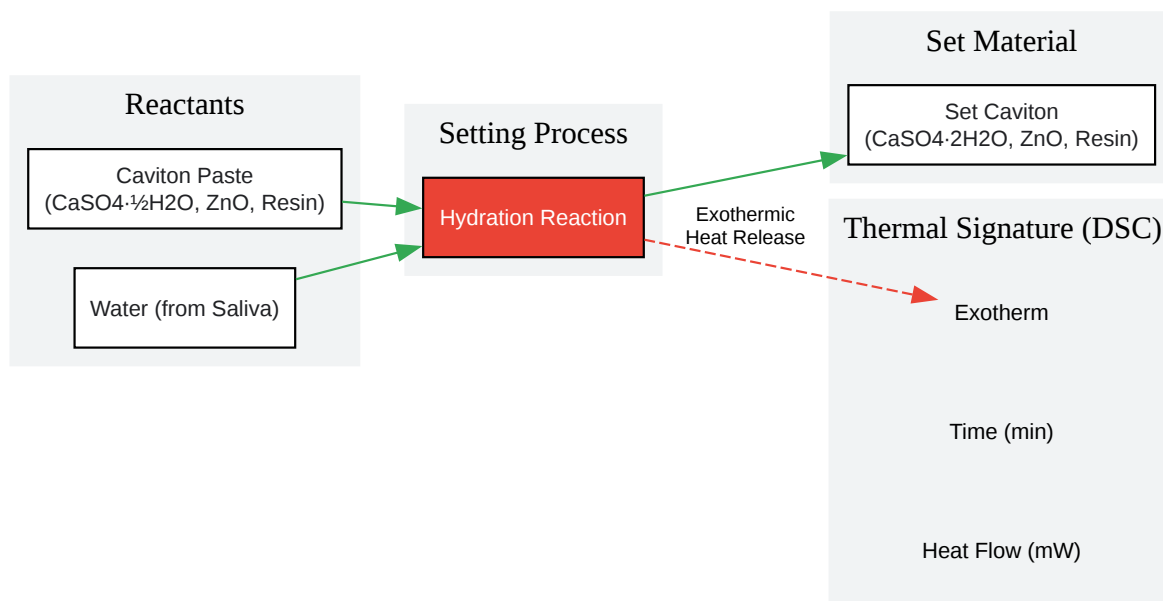 Reactants
Caviton Paste
(CaSO4·½H2O, ZnO, Resin)
Water (from Saliva)
Setting Process
Hydration Reaction
Exothermic
Heat Release
Set Material
Set Caviton
(CaSO4·2H2O, ZnO, Resin)
Thermal Signature (DSC)
Exotherm
Time (min)
Heat Flow (mW)